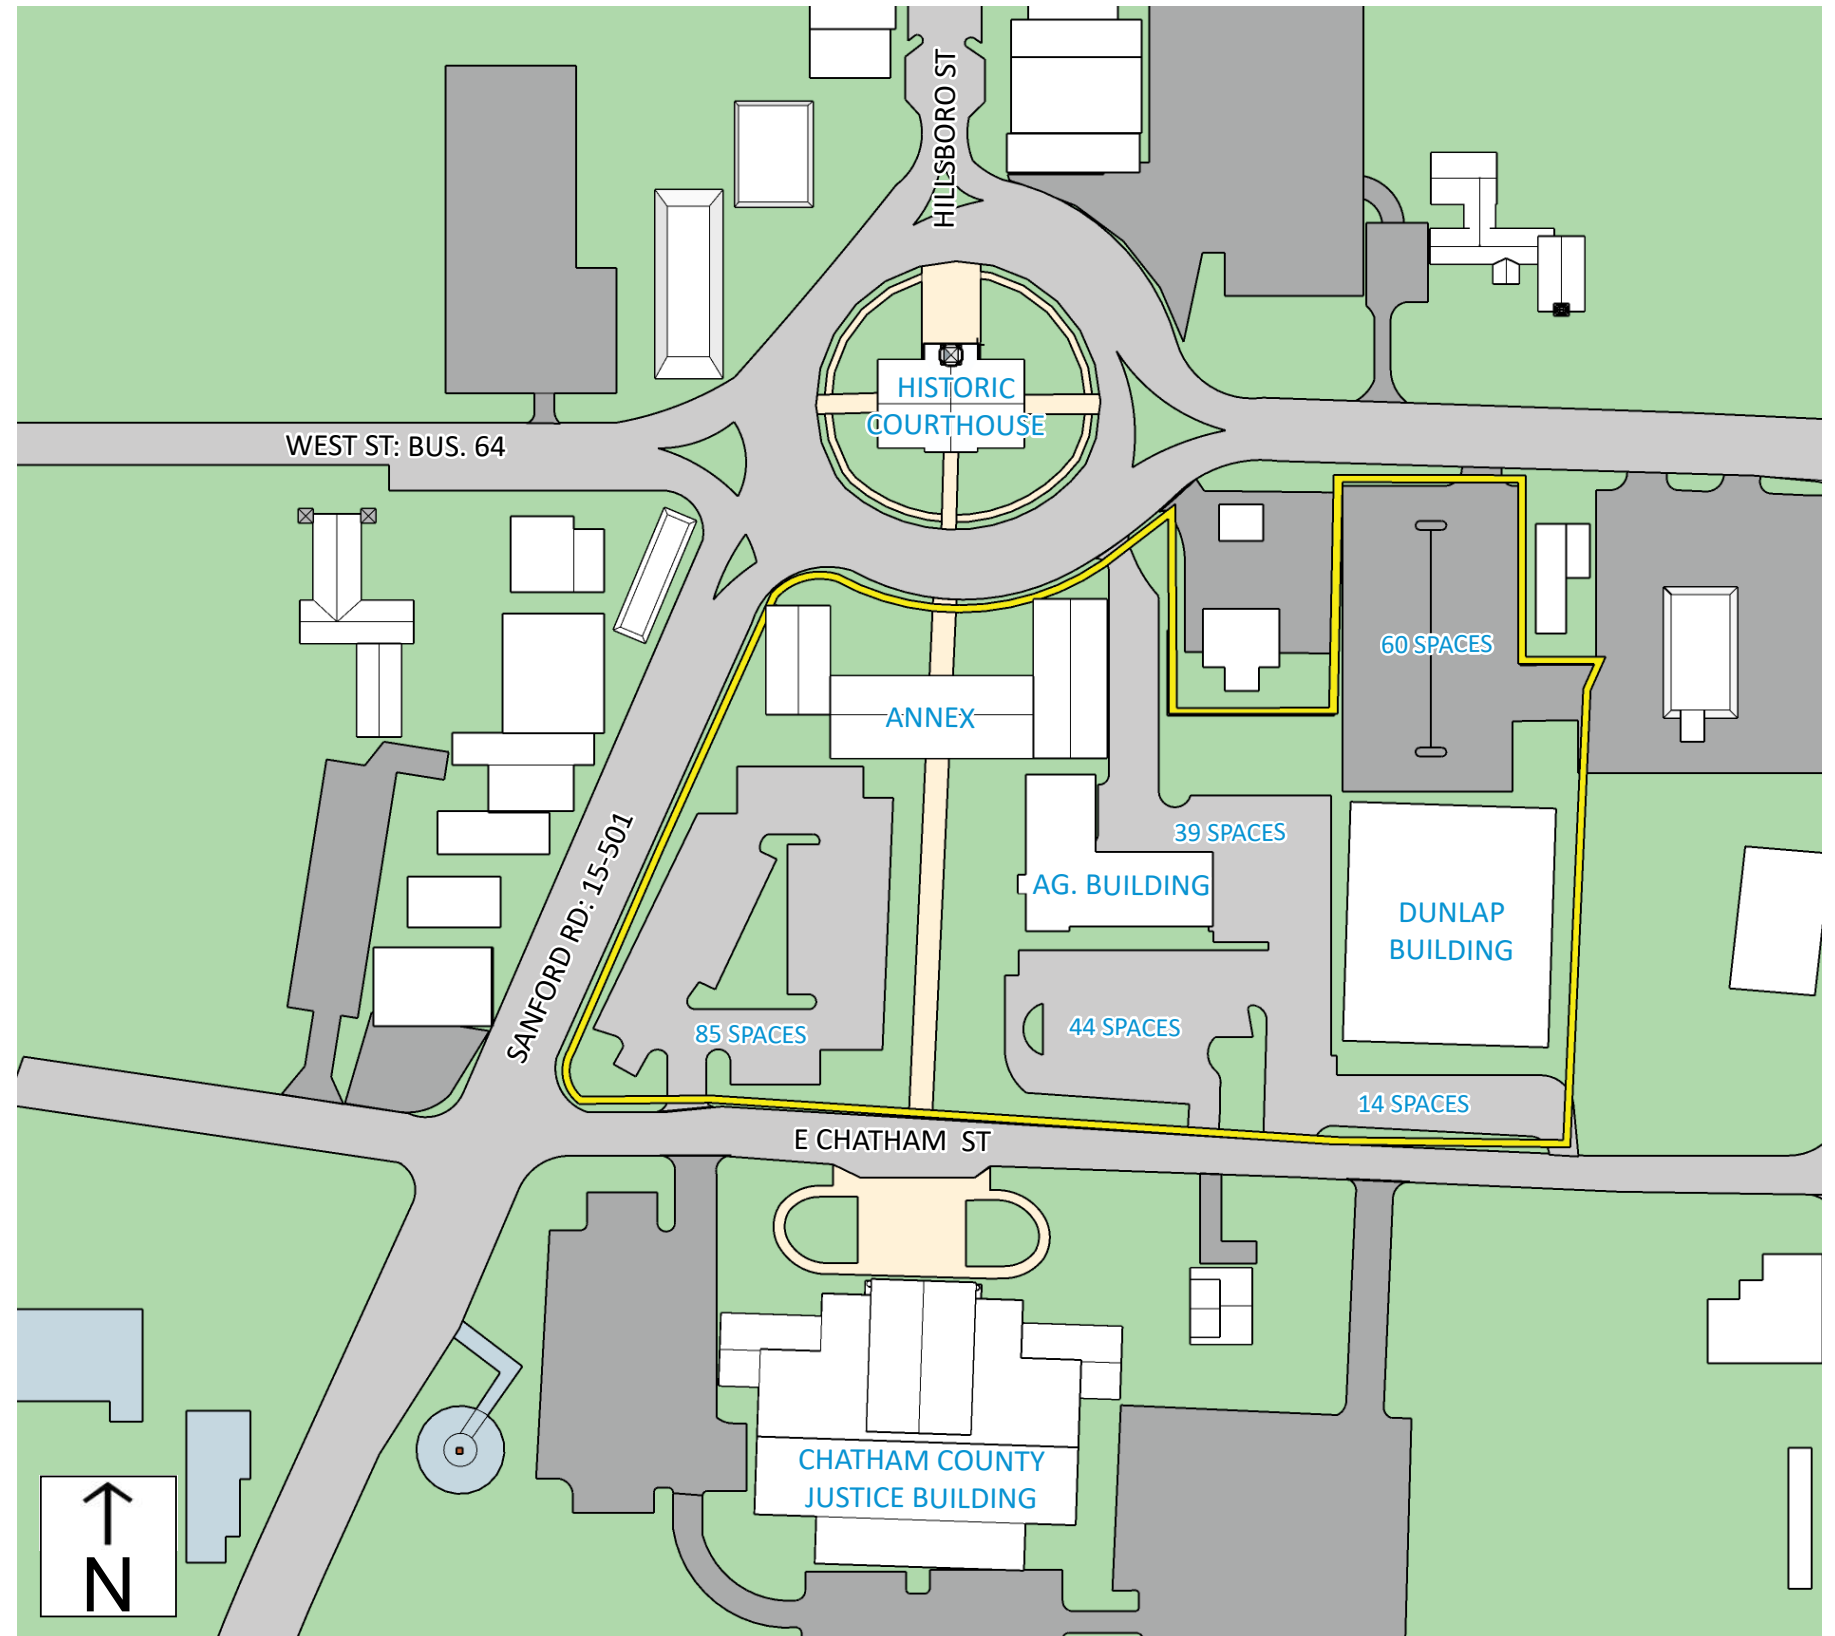 HILLSBORO ST
HISTORIC
COURTHOUSE
WEST ST: BUS. 64
60 SPACES
ANNEX
39 SPACES
SANFORD RD: 15-501
AG. BUILDING
DUNLAP
BUILDING
85 SPACES
44 SPACES
14 SPACES
E CHATHAM ST
CHATHAM COUNTY
JUSTICE BUILDING
N